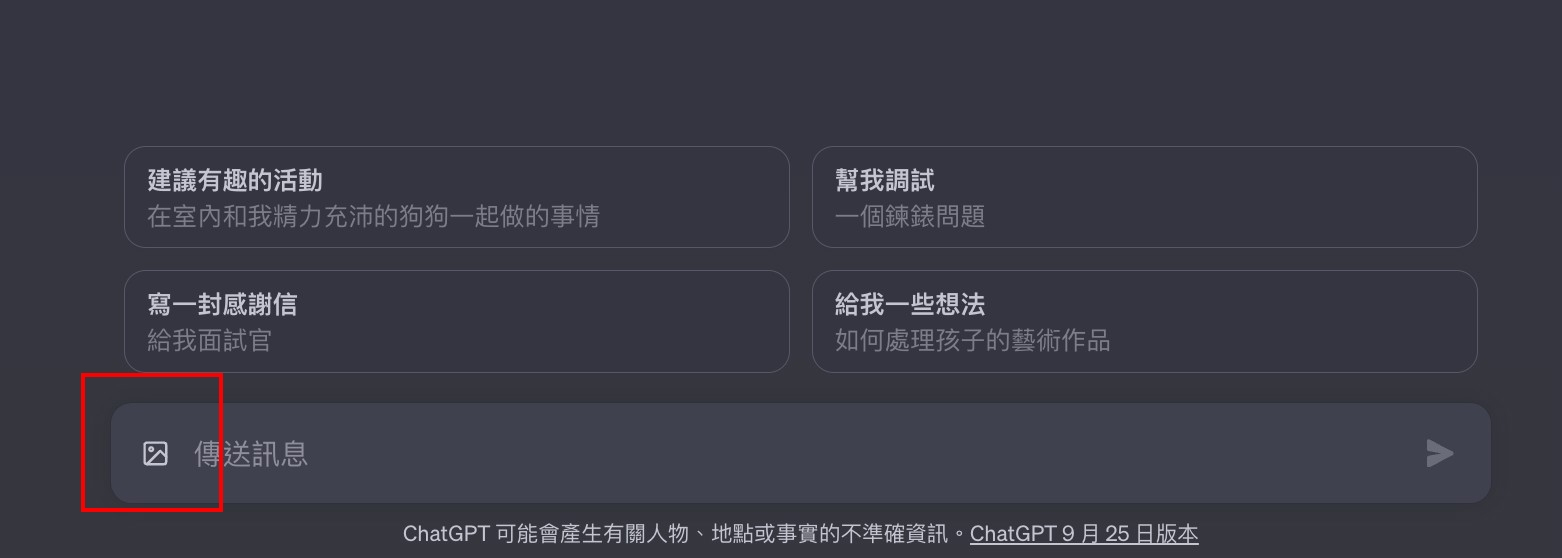 建議有趣的活動
在室內和我精力充沛的狗狗一起做的事情
幫我調試
一個鍊錶問題
寫一封感謝信
給我面試官
給我一些想法
如何處理孩子的藝術作品
傳送訊息
ChatGPT 可能會產生有關人物、地點或事實的不準確資訊。ChatGPT 9 月 25 日版本